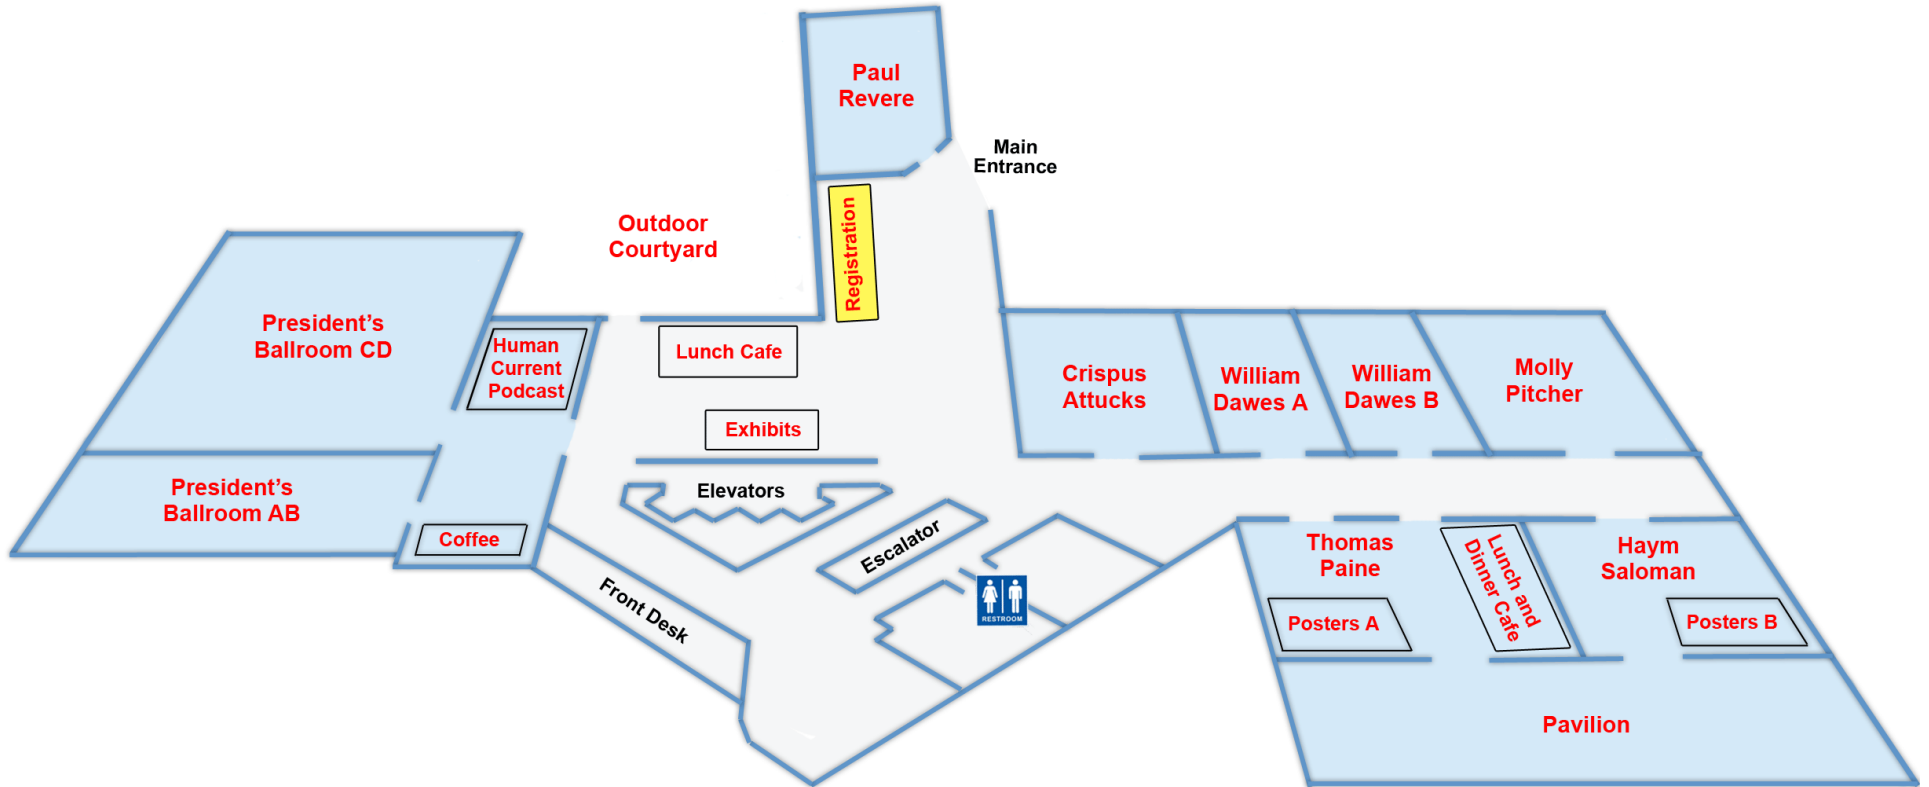 Paul
Revere
Main
Entrance
Registration
Outdoor
Courtyard
President’s
Ballroom CD
Human
Current
Podcast
Lunch Cafe
Exhibits
Elevators
Escalator
President’s
Ballroom AB
Coffee
Front Desk
RESTROOM
Crispus
Attucks
William
Dawes A
William
Dawes B
Molly
Pitcher
Thomas
Paine
Lunch and
Dinner Cafe
Haym
Saloman
Posters A
Posters B
Pavilion